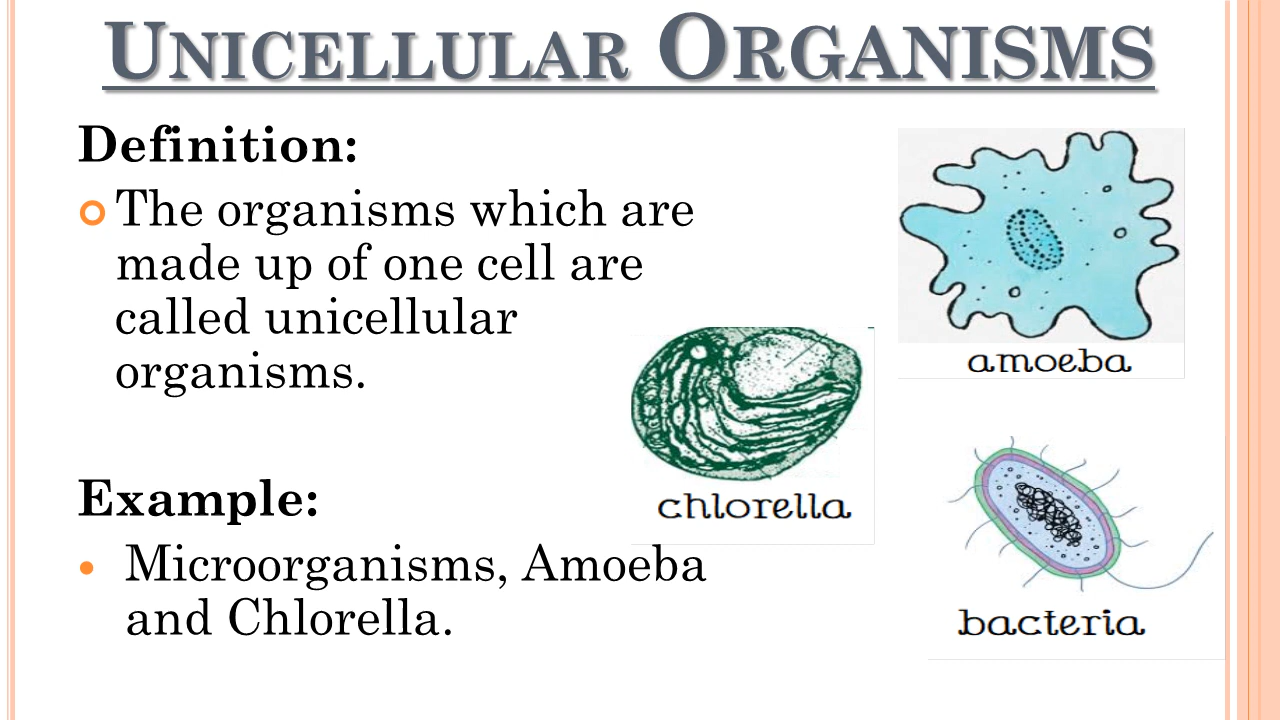 UNICELLULAR ORGANISMS
Definition:
The organisms which are
made up of one cell are
called unicellular
organisms.
Example:
Microorganisms, Amoeba
and Chlorella.
amoeba
chlorella
bacteria